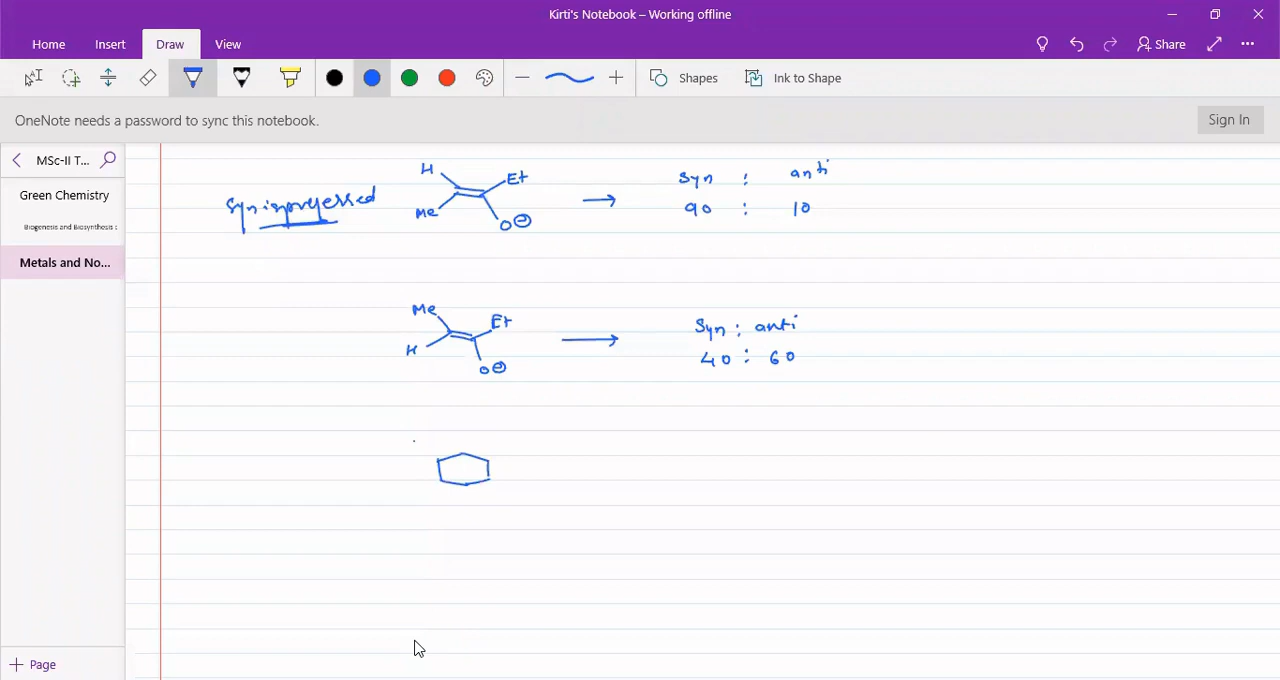 Kirti's Notebook – Working offline
Home Insert Draw View
Share
Shapes Ink to Shape
OneNote needs a password to sync this notebook.
Sign In
MSc-II T...
Green Chemistry
Biogenesis and Biosynthesis
Metals and No...
Page
Syn is
H Et
Me O⊖
→ Syn : anti
90 : 10
Me Et
H O⊖
→ Syn : anti
40 : 60